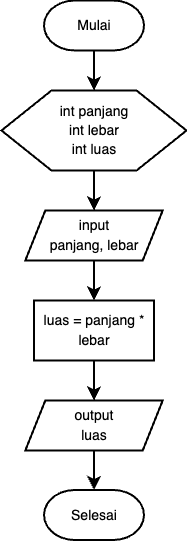 Mulai
int panjang
int lebar
int luas
input
panjang, lebar
luas = panjang *
lebar
output
luas
Selesai